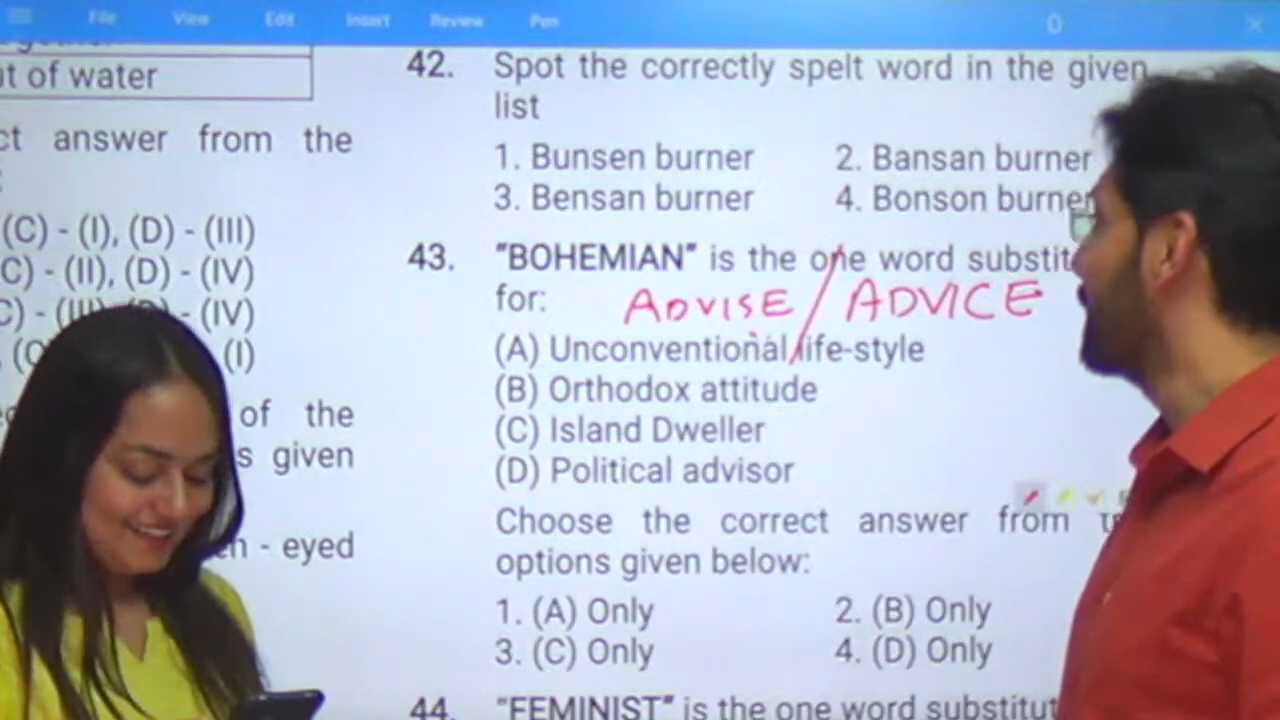 File View Edit Insert Review Pen
ut of water
ct answer from the
:
(C) - (I), (D) - (III)
C) - (II), (D) - (IV)
C) - (III), (D) - (IV)
(I)
of the
s given
- eyed
42. Spot the correctly spelt word in the given
list
1. Bunsen burner 2. Bansan burner
3. Bensan burner 4. Bonson burner
43. "BOHEMIAN" is the one word substit
for: ADVISE / ADVICE
(A) Unconventional life-style
(B) Orthodox attitude
(C) Island Dweller
(D) Political advisor
Choose the correct answer from
options given below:
1. (A) Only 2. (B) Only
3. (C) Only 4. (D) Only
44. "FEMINIST" is the one word substitut